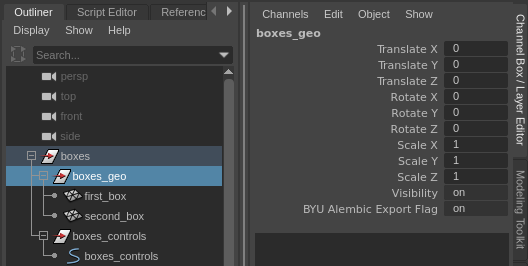 Outliner Script Editor Referenc
Display Show Help
Search...
persp
top
front
side
boxes
boxes_geo
first_box
second_box
boxes_controls
boxes_controls
Channels Edit Object Show
boxes_geo
Translate X 0
Translate Y 0
Translate Z 0
Rotate X 0
Rotate Y 0
Rotate Z 0
Scale X 1
Scale Y 1
Scale Z 1
Visibility on
BYU Alembic Export Flag on
Channel Box / Layer Editor
Modeling Toolkit